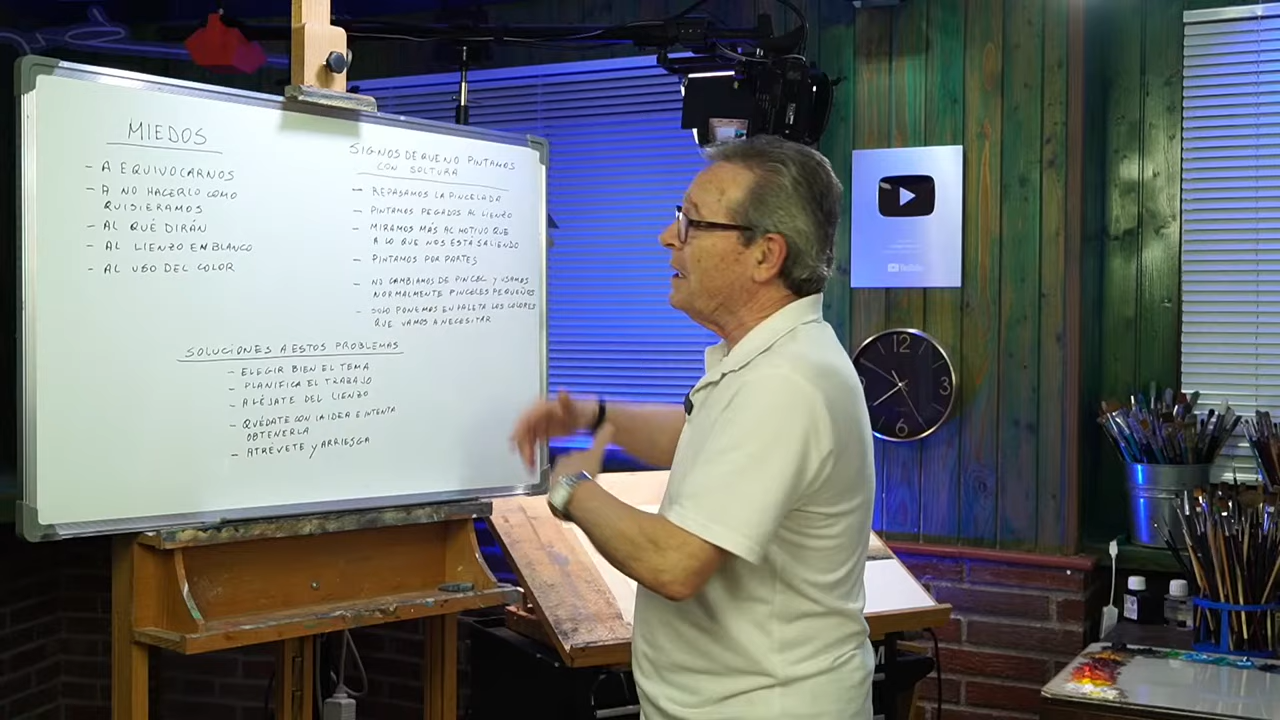 MIEDOS
- A EQUIVOCARNOS
- A NO HACERLO COMO
QUISIERAMOS
- AL QUÉ DIRÁN
- AL LIENZO EN BLANCO
- AL USO DEL COLOR
SIGNOS DE QUE NO PINTAMOS
CON SOLTURA
- REPASAMOS LA PINCELADA
- PINTAMOS PEGADOS AL LIENZO
- MIRAMOS MÁS AL MOTIVO QUE
A LO QUE NOS ESTÁ SALIENDO
- PINTAMOS POR PARTES
- NO CAMBIAMOS DE PINCEL Y USAMOS
NORMALMENTE PINCELES PEQUEÑOS
- SOLO PONEMOS EN PALETA LOS COLORES
QUE VAMOS A NECESITAR
SOLUCIONES A ESTOS PROBLEMAS
- ELEGIR BIEN EL TEMA
- PLANIFICA EL TRABAJO
- ALÉJATE DEL LIENZO
- QUÉDATE CON LA IDEA E INTENTA
OBTENERLA
- ATRÉVETE Y ARRIESGA
YouTube
12
3
6